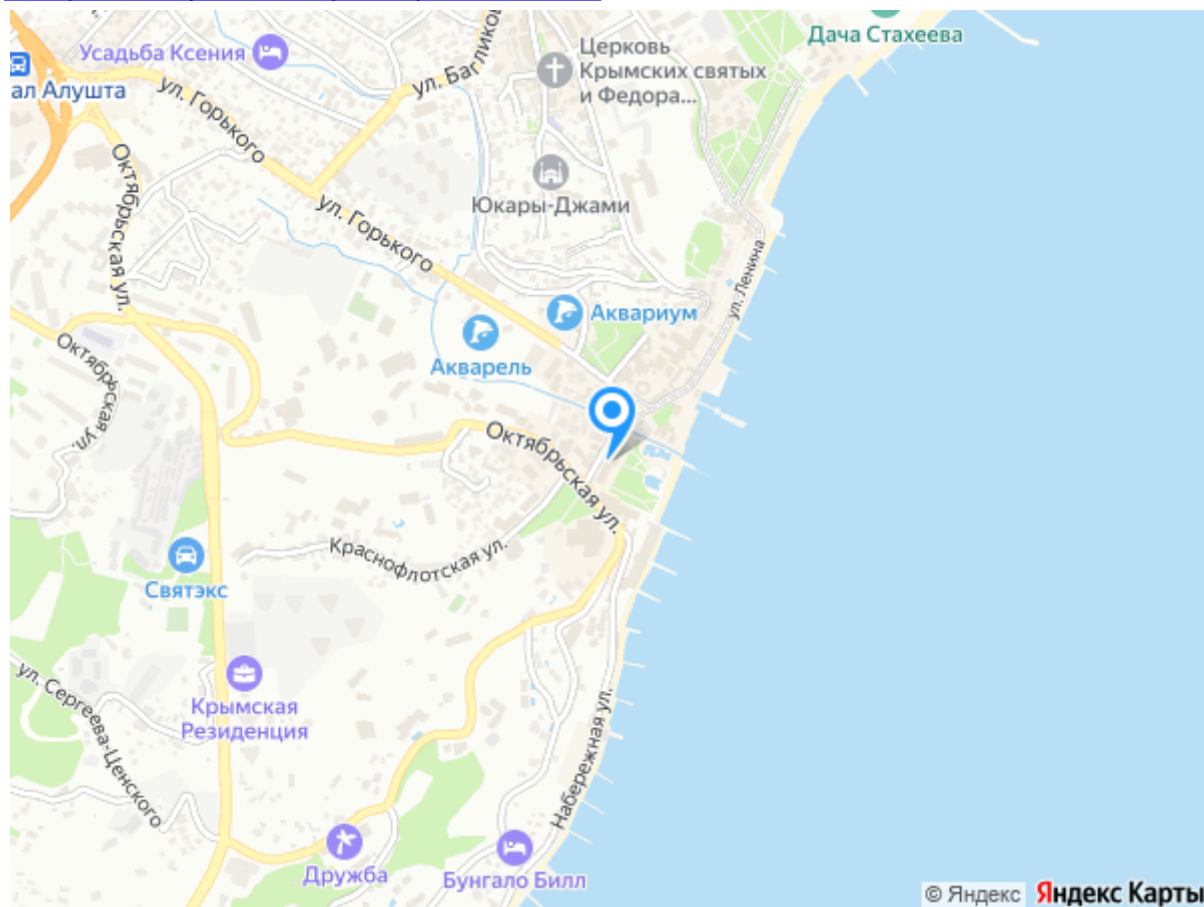 Дача Стахеева
Усадьба Ксения
Церковь
Крымских святых
и Федора...
ал Алушта
ул. Горького
Октябрьская ул.
Юкары-Джами
ул. Горького
ул. Ленина
Аквариум
Акварель
Октябрьская ул.
Октябрьская ул.
Краснофлотская ул.
Святэкс
Крымская
Резиденция
ул. Сергеева-Ценского
Набережная ул.
Дружба
Бунгало Билл
© Яндекс Яндекс Карты